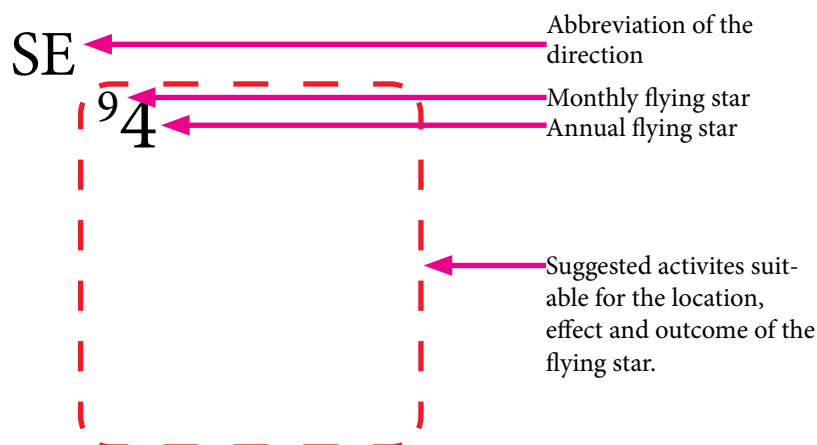 SE
Abbreviation of the
direction
9
4
Monthly flying star
Annual flying star
Suggested activites suit-
able for the location,
effect and outcome of the
flying star.